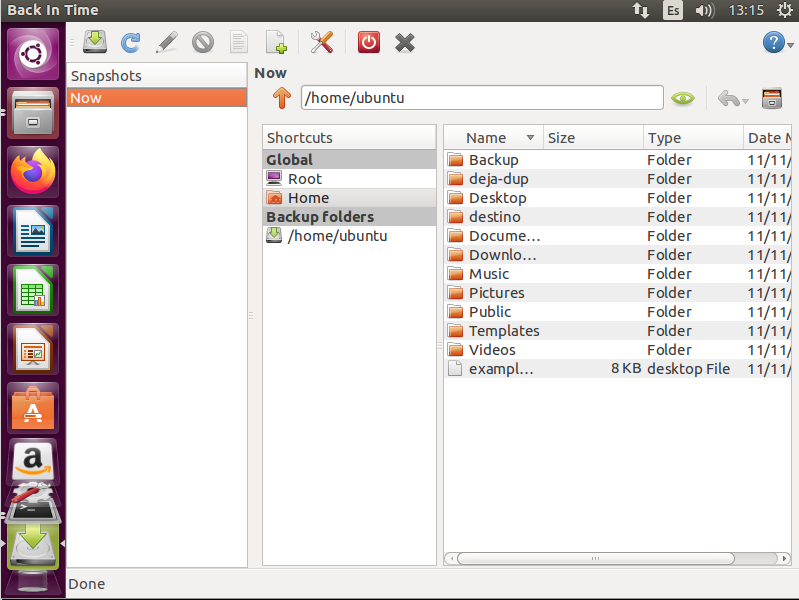 Back In Time
Es
13:15
Snapshots
Now
Now
/home/ubuntu
Shortcuts
Global
Root
Home
Backup folders
/home/ubuntu
Name Size Type Date M
Backup Folder 11/11/
deja-dup Folder 11/11/
Desktop Folder 11/11/
destino Folder 11/11/
Docume... Folder 11/11/
Downlo... Folder 11/11/
Music Folder 11/11/
Pictures Folder 11/11/
Public Folder 11/11/
Templates Folder 11/11/
Videos Folder 11/11/
exampl... 8 KB desktop File 11/11/
Done